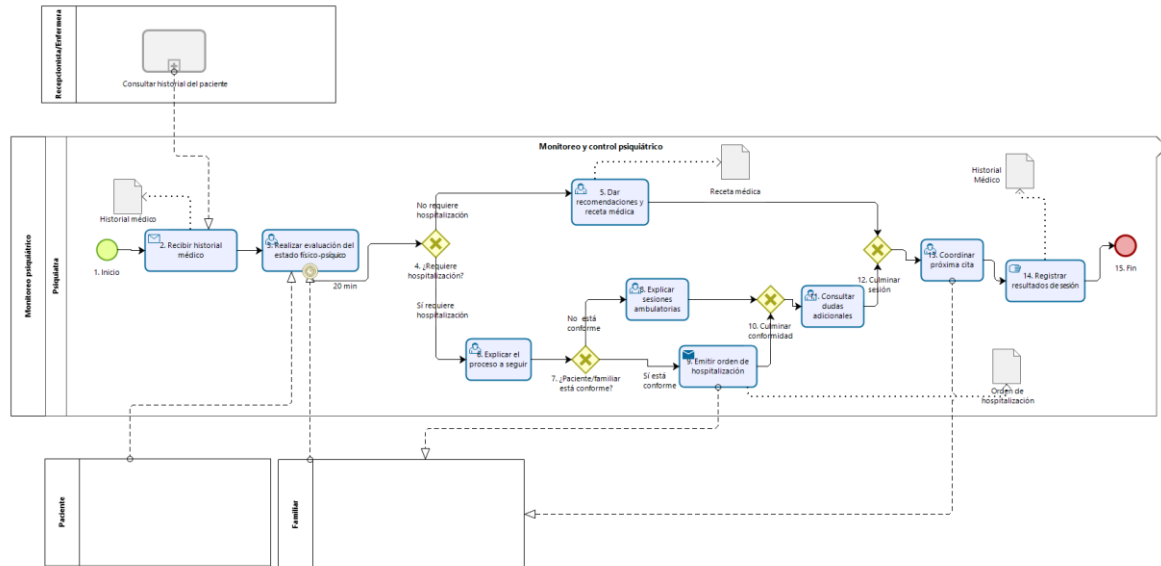 Recepcionista/Enfermera
Consultar historial del paciente
Monitoreo psiquiátrico
Psiquiatra
Monitoreo y control psiquiátrico
Historial médico
1. Inicio
2. Recibir historial
médico
3. Realizar evaluación del
estado físico-psíquico
20 min
No requiere
hospitalización
4. ¿Requiere
hospitalización?
Sí requiere
hospitalización
5. Dar
recomendaciones y
receta médica
Receta médica
6. Explicar el
proceso a seguir
7. ¿Paciente/familiar
está conforme?
No está
conforme
Sí está
conforme
8. Explicar
sesiones
ambulatorias
9. Emitir orden de
hospitalización
10. Culminar
conformidad
11. Consultar
dudas
adicionales
12. Culminar
sesión
13. Coordinar
próxima cita
Historial
Médico
14. Registrar
resultados de sesión
15. Fin
Orden de
hospitalización
Paciente
Familiar